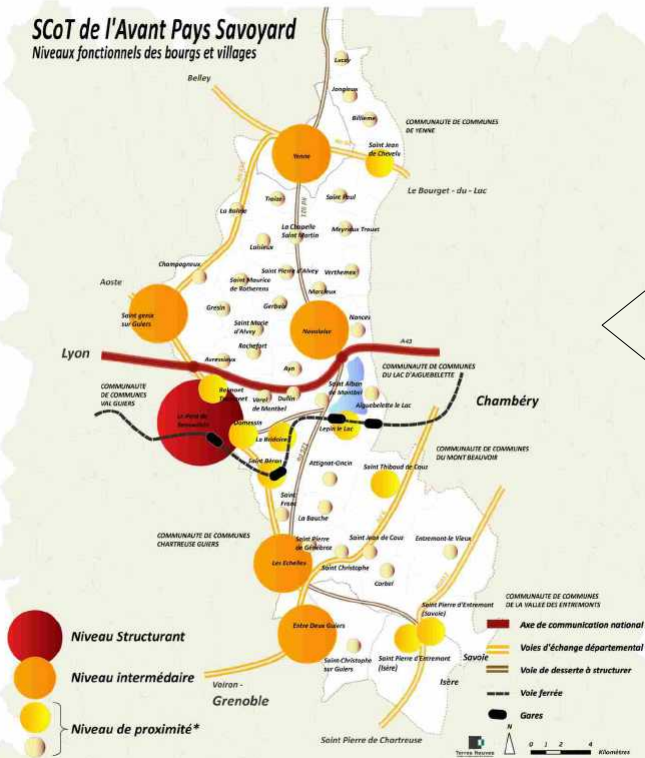 SCoT de l'Avant Pays Savoyard
Niveaux fonctionnels des bourgs et villages
Lucey
Belley
Jongieux
Billieme
COMMUNAUTE DE COMMUNES
DE YENNE
Yenne
Saint Jean
de Chevelu
Le Bourget - du - Lac
Traize
Saint Paul
La Balme
La Chapelle
Saint Martin
Meyrieux Trouet
Loisieux
Champagneux
Saint Pierre d'Alvey
Verthemex
Aoste
Saint Maurice
de Rotherens
Marcieux
Saint genix
sur Guiers
Gresin
Gerbaix
Novalaise
Nances
Saint Marie
d'Alvey
Rochefort
A43
Lyon
Avressieux
Ayn
COMMUNAUTE DE COMMUNES
DU LAC D'AIGUEBELETTE
COMMUNAUTE
DE COMMUNES
VAL GUIERS
Belmont
Tramonet
Verel
de Montbel
Dullin
Saint Alban
de Montbel
Aiguebelette le Lac
Chambéry
Le Pont de
Beauvoisin
Domessin
La Bridoire
Lepin le Lac
COMMUNAUTE DE COMMUNES
DU MONT BEAUVOIR
Saint Béron
Attignat-Oncin
Saint Thibaud de Couz
Saint
Franc
La Bauche
COMMUNAUTE DE COMMUNES
CHARTREUSE GUIERS
Saint Pierre
de Génébroz
Saint Jean de Couz
Entremont le Vieux
Les Echelles
Saint Christophe
Corbel
COMMUNAUTE DE COMMUNES
DE LA VALLEE DES ENTREMONTS
Saint Pierre d'Entremont
(Savoie)
Entre Deux Guiers
Saint-Christophe
sur Guiers
Saint Pierre d'Entremont
(Isère)
Savoie
Isère
Voiron -
Grenoble
Saint Pierre de Chartreuse
Niveau Structurant
Niveau intermédaire
Niveau de proximité*
Axe de communication national
Voies d'échange départemental
Voie de desserte à structurer
Voie ferrée
Gares
Terres Neuves
N
0 1 2 4
Kilomètres